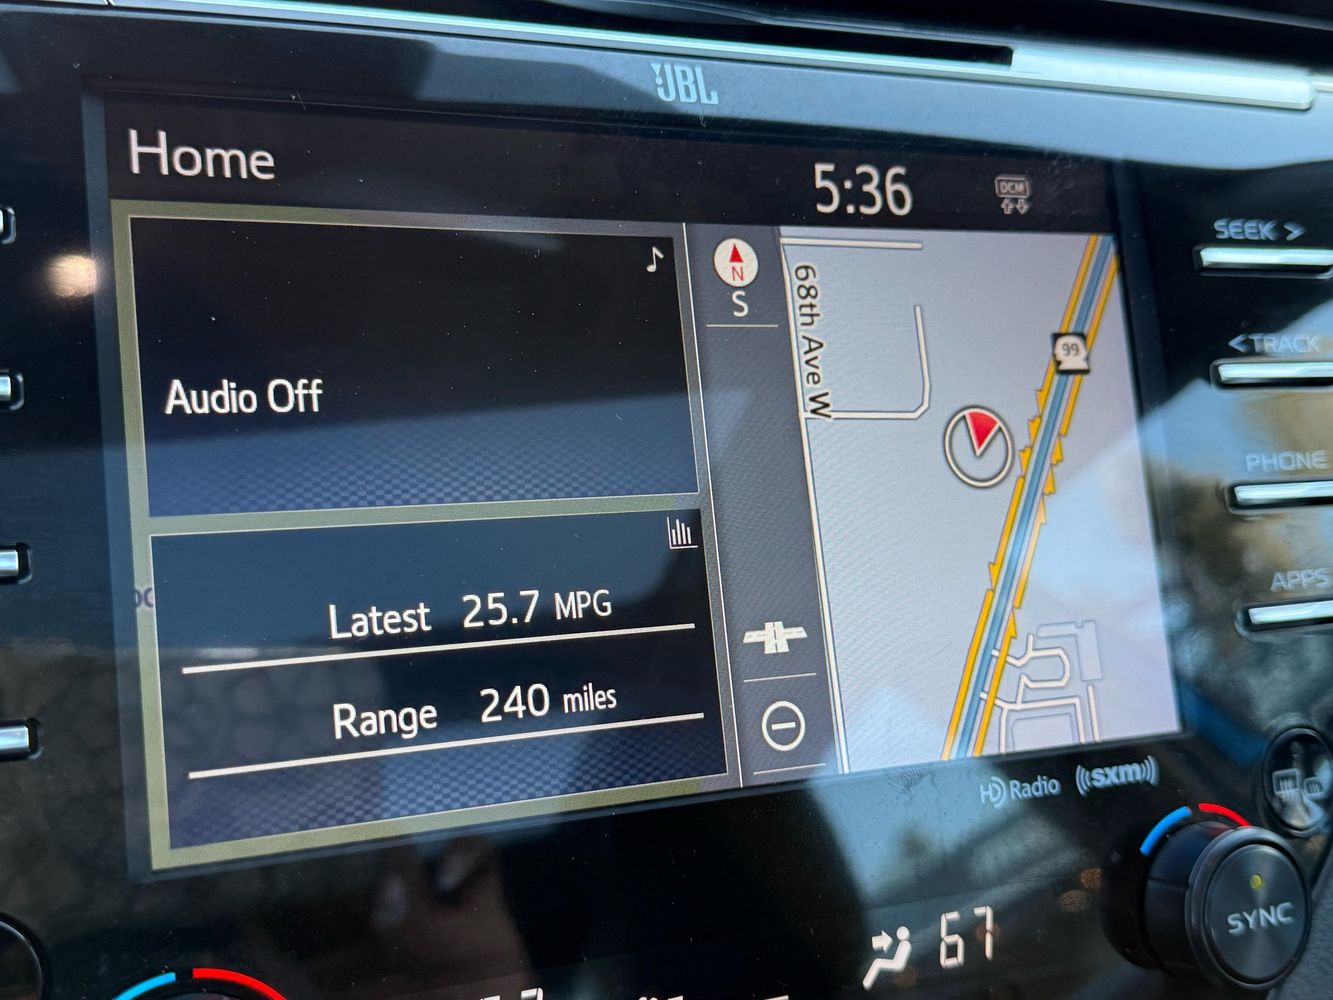 JBL
Home
5:36
DCM
Audio Off
N
S
68th Ave W
99
Latest 25.7 MPG
Range 240 miles
SEEK >
< TRACK
PHONE
APPS
HD Radio
((sxm))
67
SYNC